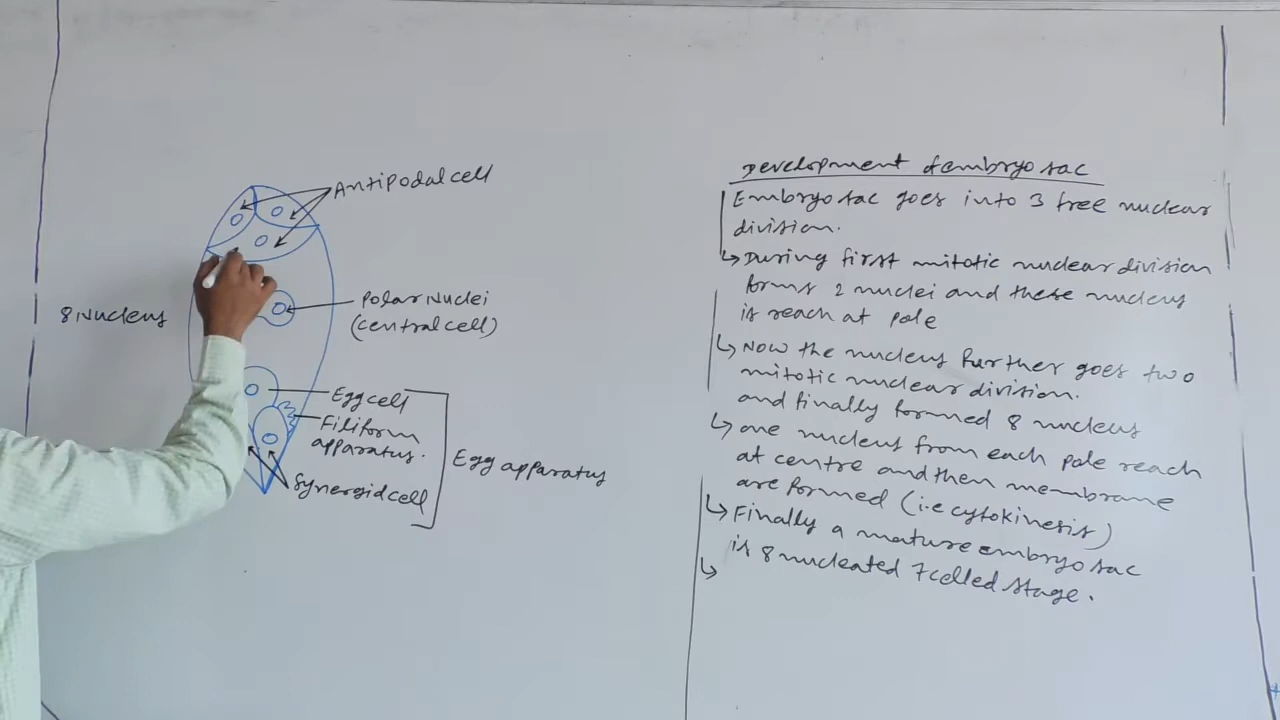 Antipodal cell
8 Nucleus
Polar Nuclei
(central cell)
Egg cell
Filiform
apparatus.
Egg apparatus
Synergid cell
Development of embryo sac
Embryo sac goes into 3 free nuclear
division.
During first mitotic nuclear division
forms 2 nuclei and these nucleus
is reach at pole
Now the nucleus further goes two
mitotic nuclear division.
and finally formed 8 nucleus
one nucleus from each pole reach
at centre and then membrane
are formed (i.e cytokinesis)
Finally a mature embryo sac
is 8 nucleated 7 celled stage.